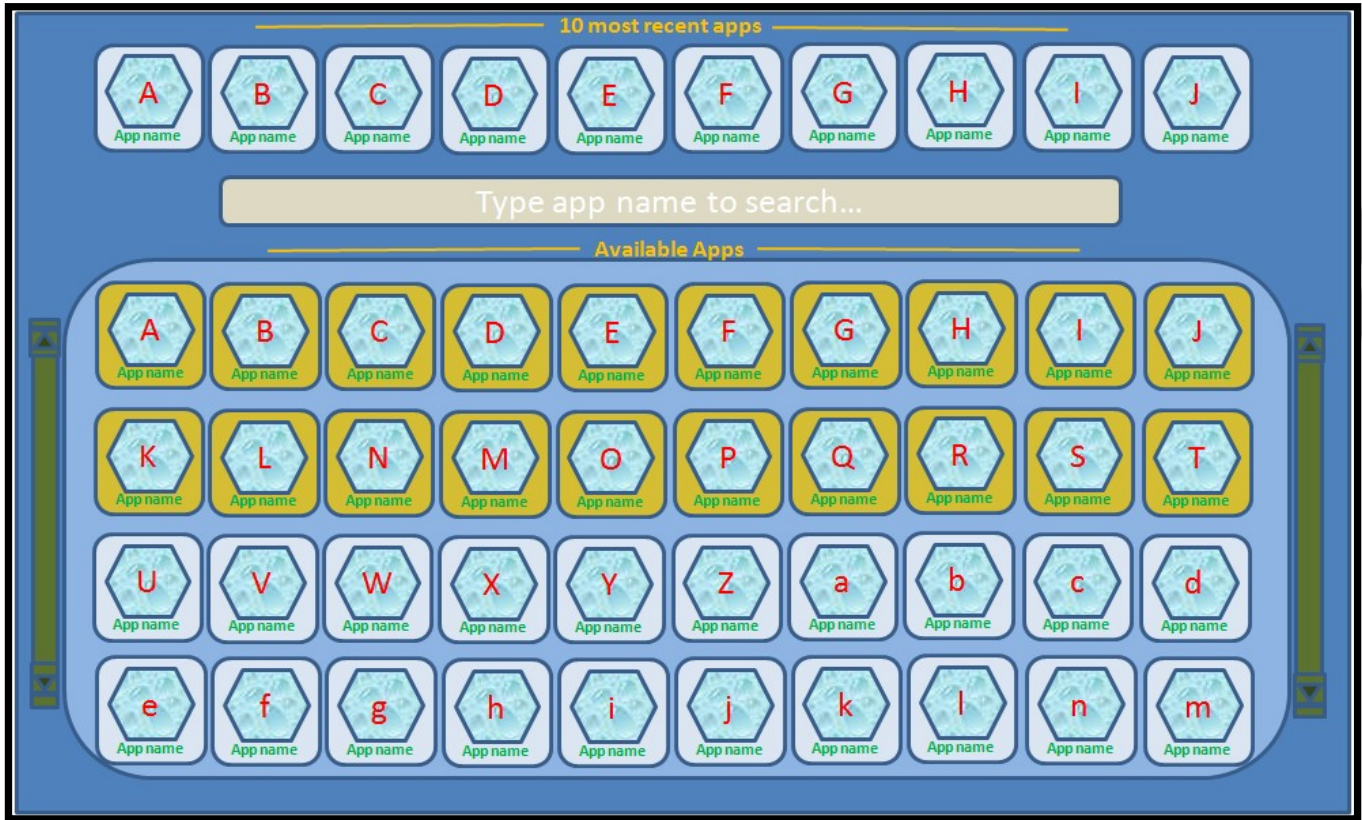 10 most recent apps
A B C D E F G H I J
App name App name App name App name App name App name App name App name App name App name
Type app name to search...
Available Apps
A B C D E F G H I J
App name App name App name App name App name App name App name App name App name App name
K L N M O P Q R S T
App name App name App name App name App name App name App name App name App name App name
U V W X Y Z a b c d
App name App name App name App name App name App name App name App name App name App name
e f g h i j k l n m
App name App name App name App name App name App name App name App name App name App name